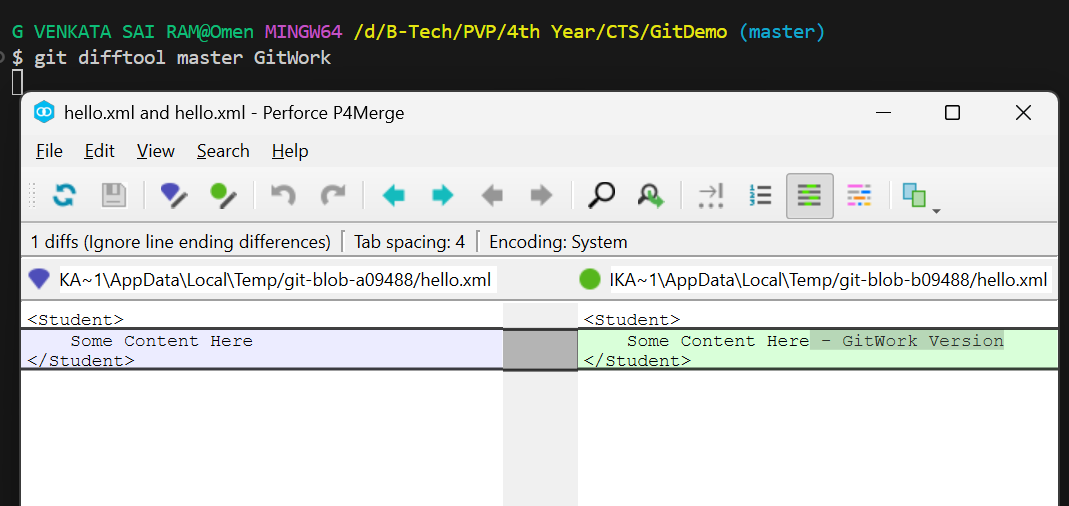 G VENKATA SAI RAM@Omen MINGW64 /d/B-Tech/PVP/4th Year/CTS/GitDemo (master)
$ git difftool master GitWork
hello.xml and hello.xml - Perforce P4Merge
File Edit View Search Help
1 diffs (Ignore line ending differences) Tab spacing: 4 Encoding: System
KA~1\AppData\Local\Temp/git-blob-a09488/hello.xml IKA~1\AppData\Local\Temp/git-blob-b09488/hello.xml
<Student> <Student>
Some Content Here Some Content Here - GitWork Version
</Student> </Student>